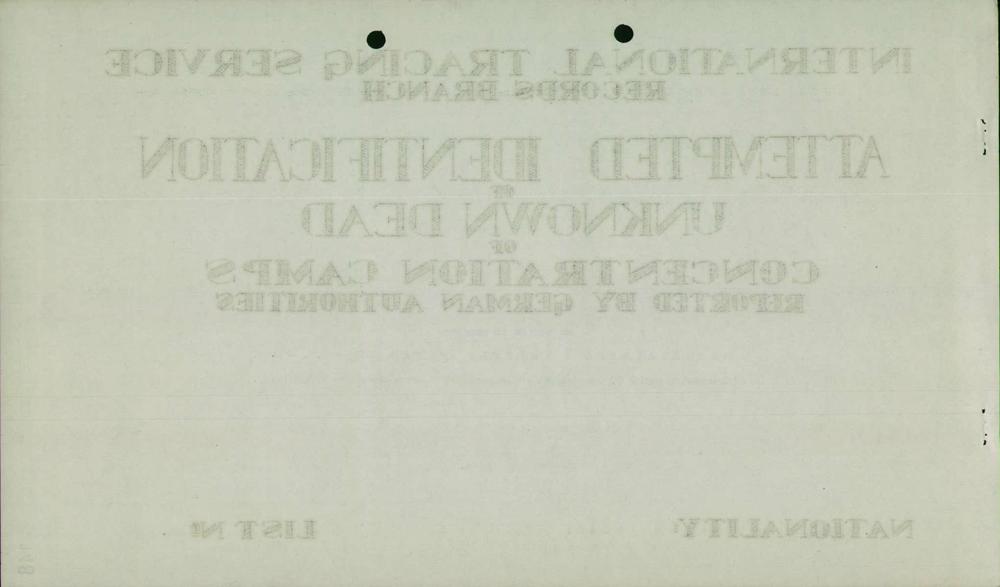 INTERNATIONAL TRACING SERVICE
RECORDS BRANCH
ATTEMPTED IDENTIFICATION
OF
UNKNOWN DEAD
OF
CONCENTRATION CAMPS
REPORTED BY GERMAN AUTHORITIES
NATIONALITY: LIST Nº